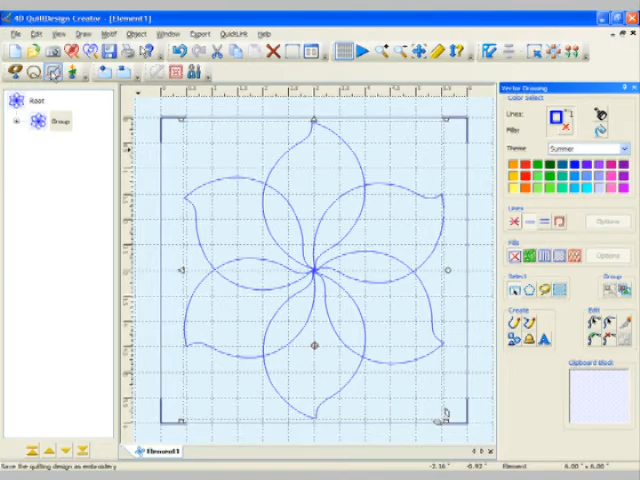 4D QuiltDesign Creator - [Element1]
File Edit View Draw Motif Object Window Export QuickLink Help
Root
Group
Vector Drawing
Color Select
Lines:
Fills:
Theme Summer
Lines
Options
Fills
Options
Select Group
Create Edit
Clipboard Block
Element1
Save the quilting design as embroidery
Element 6.00 " x 6.00 "